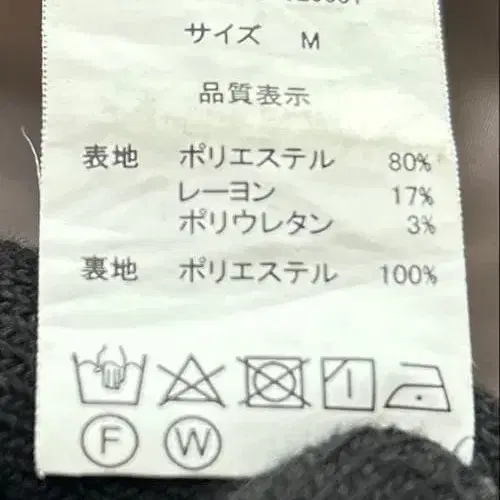 サイズ M
品質表示
表地 ポリエステル 80%
レーヨン 17%
ポリウレタン 3%
裏地 ポリエステル 100%
F W